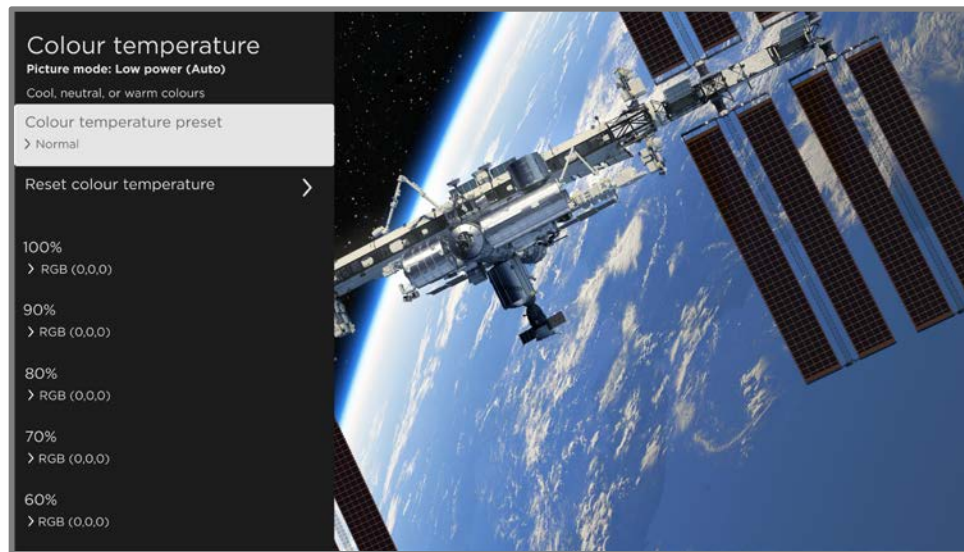 Colour temperature
Picture mode: Low power (Auto)
Cool, neutral, or warm colours
Colour temperature preset
Normal
Reset colour temperature
100%
RGB (0,0,0)
90%
RGB (0,0,0)
80%
RGB (0,0,0)
70%
RGB (0,0,0)
60%
RGB (0,0,0)